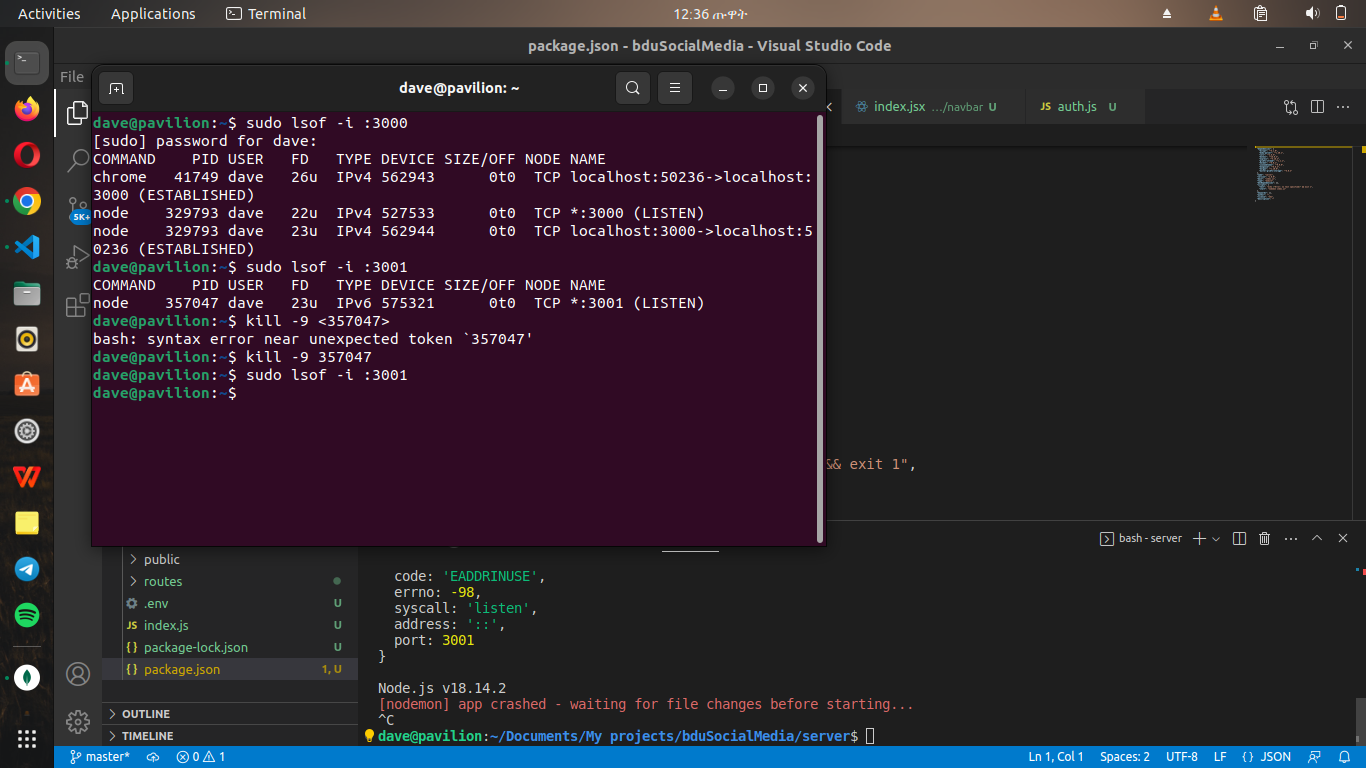 Activities
Applications
Terminal
12:36 ጡዋት
package.json - bduSocialMedia - Visual Studio Code
File
dave@pavilion: ~
index.jsx …/navbar U
JS auth.js U
dave@pavilion:~$ sudo lsof -i :3000
[sudo] password for dave:
COMMAND    PID USER   FD   TYPE DEVICE SIZE/OFF NODE NAME
chrome   41749 dave   26u  IPv4 562943      0t0  TCP localhost:50236->localhost:
3000 (ESTABLISHED)
node    329793 dave   22u  IPv4 527533      0t0  TCP *:3000 (LISTEN)
node    329793 dave   23u  IPv4 562944      0t0  TCP localhost:3000->localhost:5
0236 (ESTABLISHED)
dave@pavilion:~$ sudo lsof -i :3001
COMMAND    PID USER   FD   TYPE DEVICE SIZE/OFF NODE NAME
node    357047 dave   23u  IPv6 575321      0t0  TCP *:3001 (LISTEN)
dave@pavilion:~$ kill -9 <357047>
bash: syntax error near unexpected token `357047'
dave@pavilion:~$ kill -9 357047
dave@pavilion:~$ sudo lsof -i :3001
dave@pavilion:~$
5K+
&& exit 1",
bash - server
public
routes
.env U
JS index.js U
{} package-lock.json U
{} package.json 1, U
OUTLINE
TIMELINE
code: 'EADDRINUSE',
errno: -98,
syscall: 'listen',
address: '::',
port: 3001
}
Node.js v18.14.2
[nodemon] app crashed - waiting for file changes before starting...
^C
dave@pavilion:~/Documents/My projects/bduSocialMedia/server$
master*
0
1
Ln 1, Col 1
Spaces: 2
UTF-8
LF
{} JSON